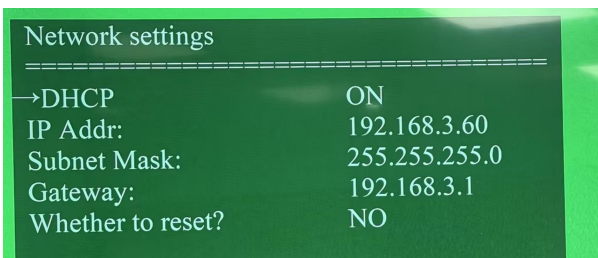 Network settings
===================================
→DHCP ON
IP Addr: 192.168.3.60
Subnet Mask: 255.255.255.0
Gateway: 192.168.3.1
Whether to reset? NO